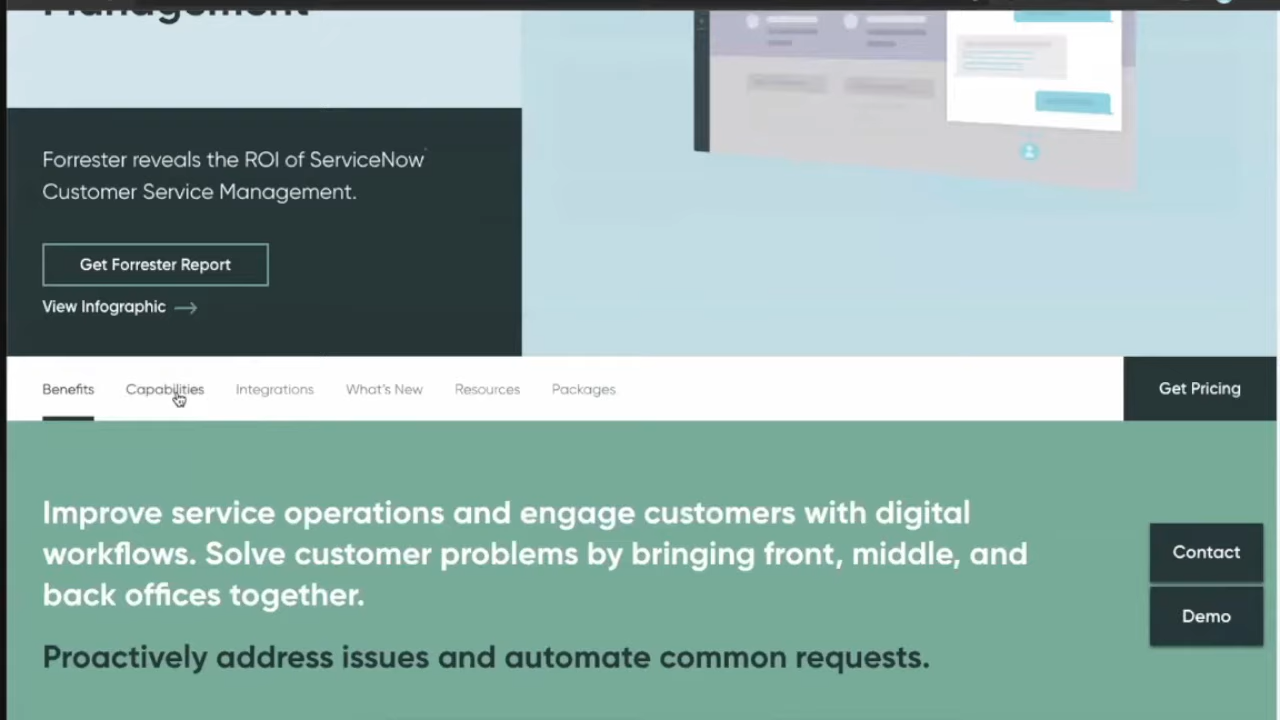 Management
Forrester reveals the ROI of ServiceNow
Customer Service Management.
Get Forrester Report
View Infographic
Benefits
Capabilities
Integrations
What's New
Resources
Packages
Get Pricing
Improve service operations and engage customers with digital
workflows. Solve customer problems by bringing front, middle, and
back offices together.
Contact
Demo
Proactively address issues and automate common requests.